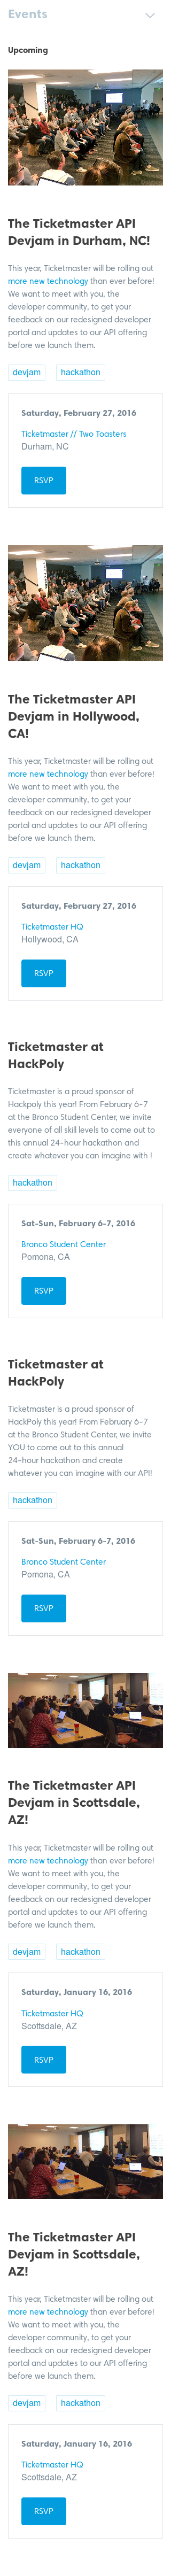 Events
Upcoming
The Ticketmaster API
Devjam in Durham, NC!
This year, Ticketmaster will be rolling out
more new technology than ever before!
We want to meet with you, the
developer community, to get your
feedback on our redesigned developer
portal and updates to our API offering
before we launch them.
devjam hackathon
Saturday, February 27, 2016
Ticketmaster // Two Toasters
Durham, NC
RSVP
The Ticketmaster API
Devjam in Hollywood,
CA!
This year, Ticketmaster will be rolling out
more new technology than ever before!
We want to meet with you, the
developer community, to get your
feedback on our redesigned developer
portal and updates to our API offering
before we launch them.
devjam hackathon
Saturday, February 27, 2016
Ticketmaster HQ
Hollywood, CA
RSVP
Ticketmaster at
HackPoly
Ticketmaster is a proud sponsor of
Hackpoly this year! From February 6-7
at the Bronco Student Center, we invite
everyone of all skill levels to come out to
this annual 24-hour hackathon and
create whatever you can imagine with !
hackathon
Sat-Sun, February 6-7, 2016
Bronco Student Center
Pomona, CA
RSVP
Ticketmaster at
HackPoly
Ticketmaster is a proud sponsor of
HackPoly this year! From February 6-7
at the Bronco Student Center, we invite
YOU to come out to this annual
24-hour hackathon and create
whatever you can imagine with our API!
hackathon
Sat-Sun, February 6-7, 2016
Bronco Student Center
Pomona, CA
RSVP
The Ticketmaster API
Devjam in Scottsdale,
AZ!
This year, Ticketmaster will be rolling out
more new technology than ever before!
We want to meet with you, the
developer community, to get your
feedback on our redesigned developer
portal and updates to our API offering
before we launch them.
devjam hackathon
Saturday, January 16, 2016
Ticketmaster HQ
Scottsdale, AZ
RSVP
The Ticketmaster API
Devjam in Scottsdale,
AZ!
This year, Ticketmaster will be rolling out
more new technology than ever before!
We want to meet with you, the
develope community, to get your
feedback on our redesigned developer
portal and updates to our API offering
before we launch them.
devjam hackathon
Saturday, January 16, 2016
Ticketmaster HQ
Scottsdale, AZ
RSVP